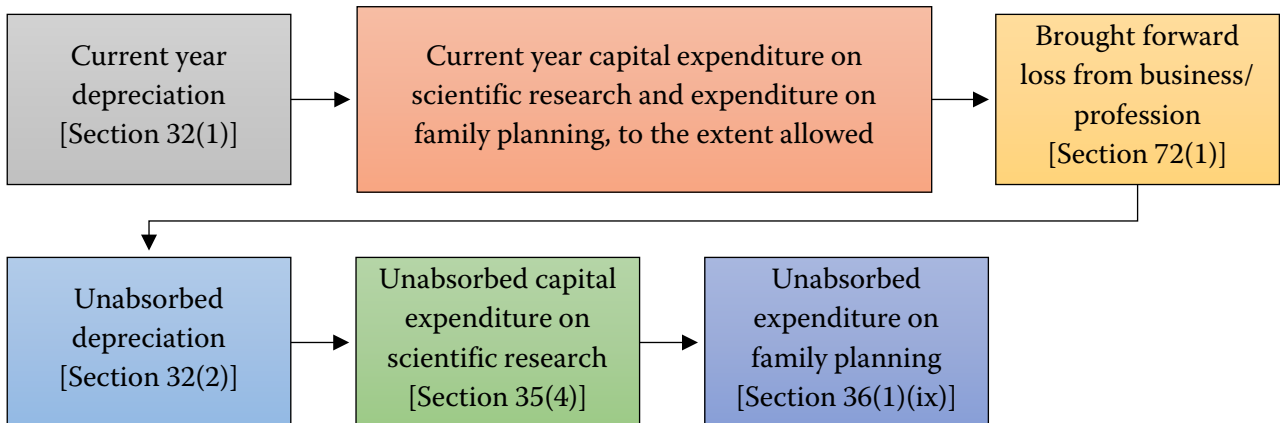 Current year
depreciation
[Section 32(1)]
Current year capital expenditure on
scientific research and expenditure on
family planning, to the extent allowed
Brought forward
loss from business/
profession
[Section 72(1)]
Unabsorbed
depreciation
[Section 32(2)]
Unabsorbed capital
expenditure on
scientific research
[Section 35(4)]
Unabsorbed
expenditure on
family planning
[Section 36(1)(ix)]